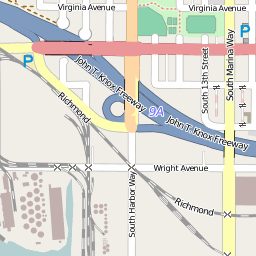 Virginia Avenue
Virginia Avenue
P
P
John T. Knox Freeway
South 13th Street
South Marina Way
Richmond
9A
John T. Knox Freeway
Wright Avenue
South Harbor Way
Richmond